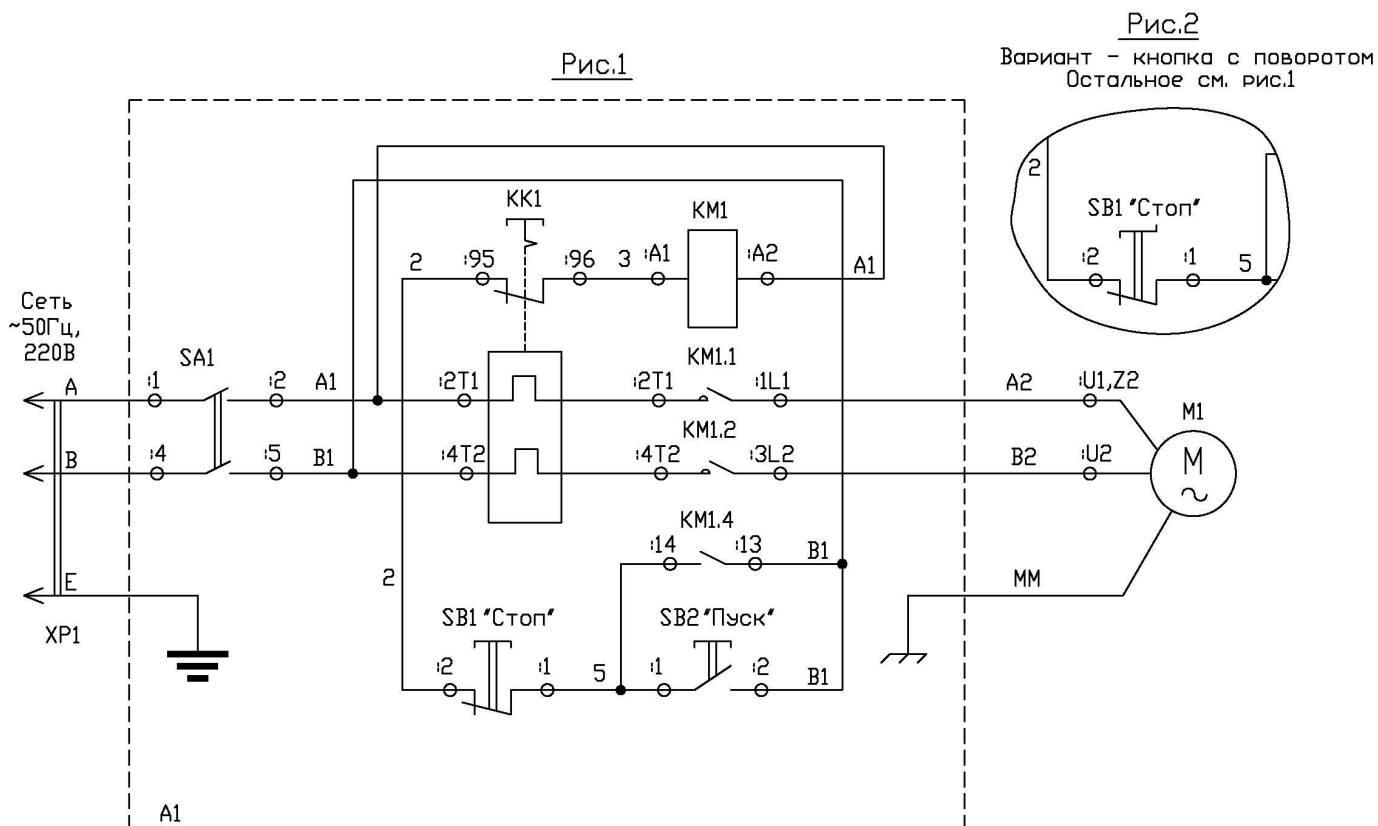 Рис.1
Рис.2
Вариант - кнопка с поворотом
Остальное см. рис.1
2
SB1 "Стоп"
:2
:1
5
KK1
KM1
2
:95
:96
3
:A1
:A2
A1
Сеть
~50Гц,
220В
SA1
KM1.1
A
:1
:2
A1
:2T1
:2T1
:1L1
A2
:U1,Z2
M1
KM1.2
B
:4
:5
B1
:4T2
:4T2
:3L2
B2
:U2
M
~
KM1.4
:14
:13
B1
E
2
MM
XP1
SB1 "Стоп"
SB2 "Пуск"
:2
:1
5
:1
:2
B1
A1